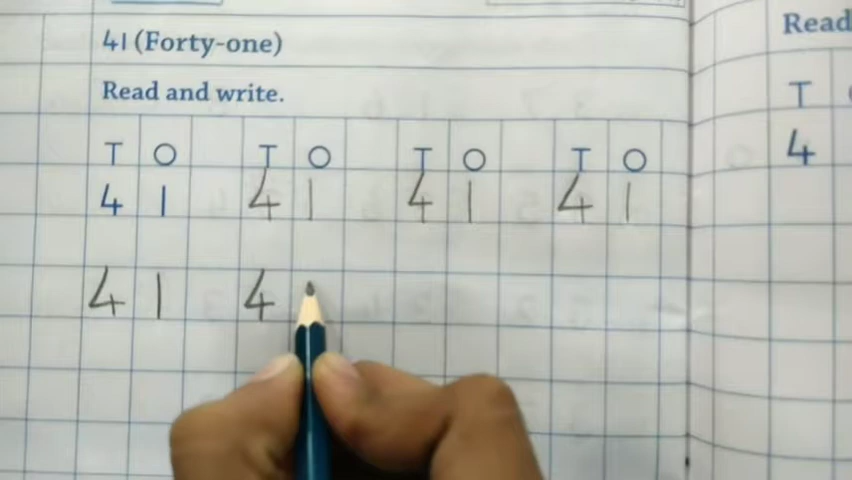 41 (Forty-one)
Read and write.
T O T O T O T O
4 1 4 1 4 1 4 1
4 1 4
Read
T
4